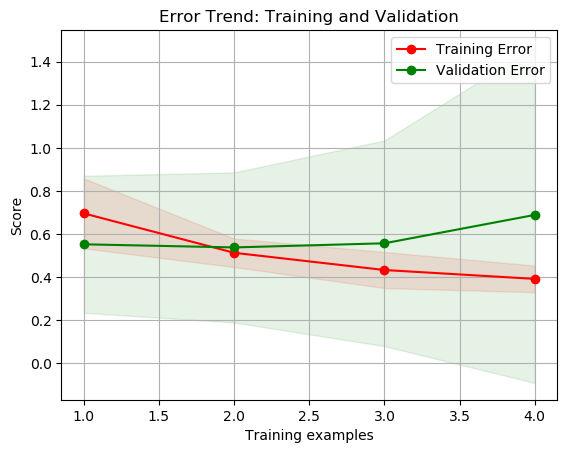 Error Trend: Training and Validation
Training Error
Validation Error
Score
1.4
1.2
1.0
0.8
0.6
0.4
0.2
0.0
1.0 1.5 2.0 2.5 3.0 3.5 4.0
Training examples